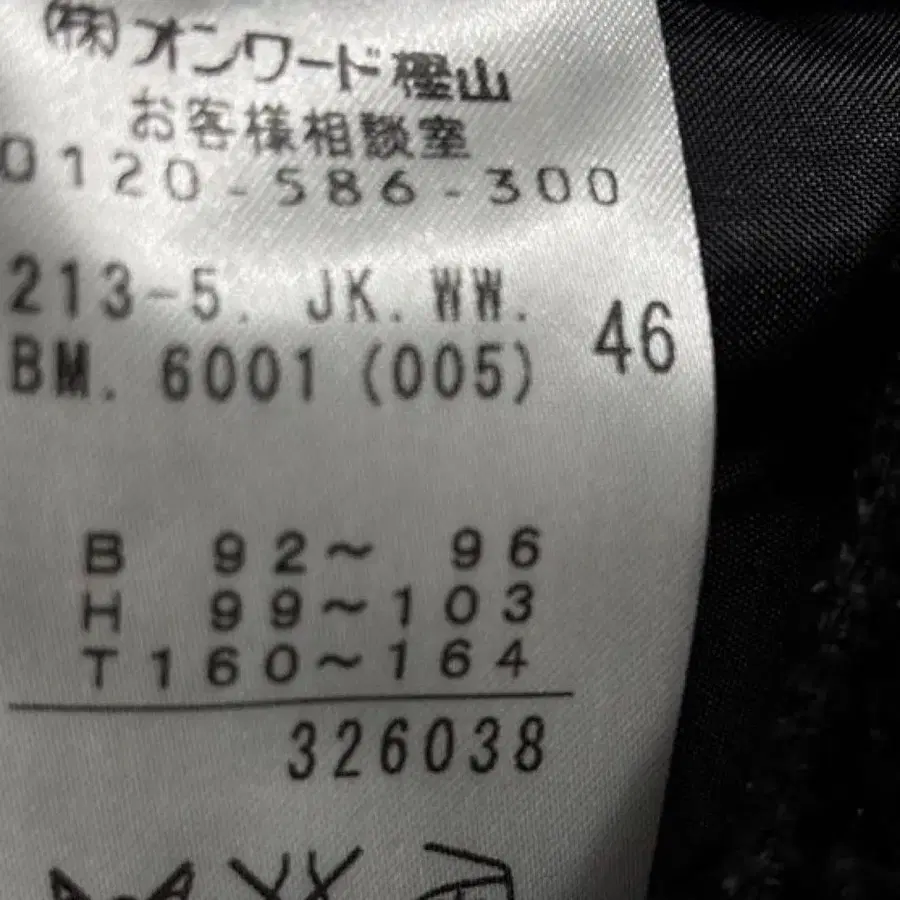 (株)オンワード樫山
お客様相談室
0120-586-300
213-5. JK.WW.
BM. 6001 (005) 46
B 92~ 96
H 99~103
T160~164
326038